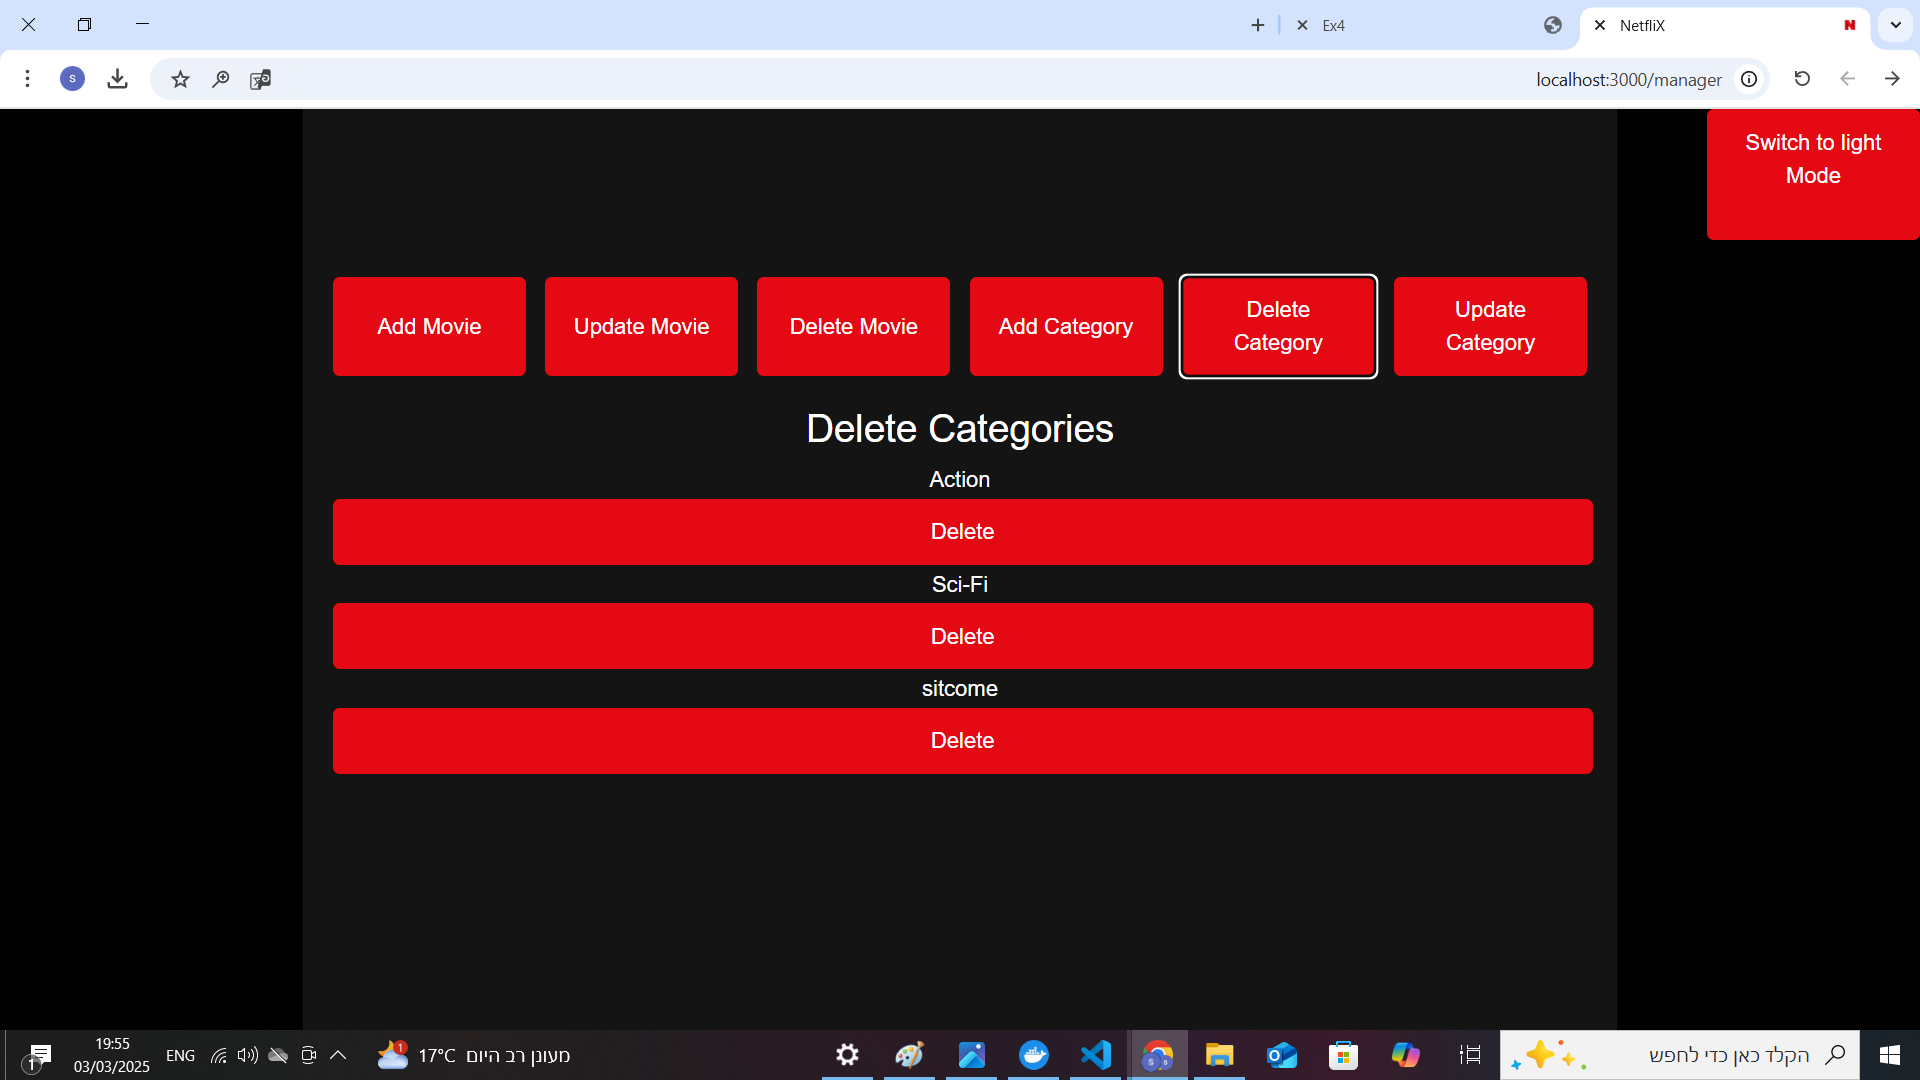 Ex4
NetfliX
S
localhost:3000/manager
Switch to light
Mode
Add Movie
Update Movie
Delete Movie
Add Category
Delete
Category
Update
Category
Delete Categories
Action
Delete
Sci-Fi
Delete
sitcome
Delete
1
19:55
03/03/2025
ENG
1
17°C מעונן רב היום
הקלד כאן כדי לחפש